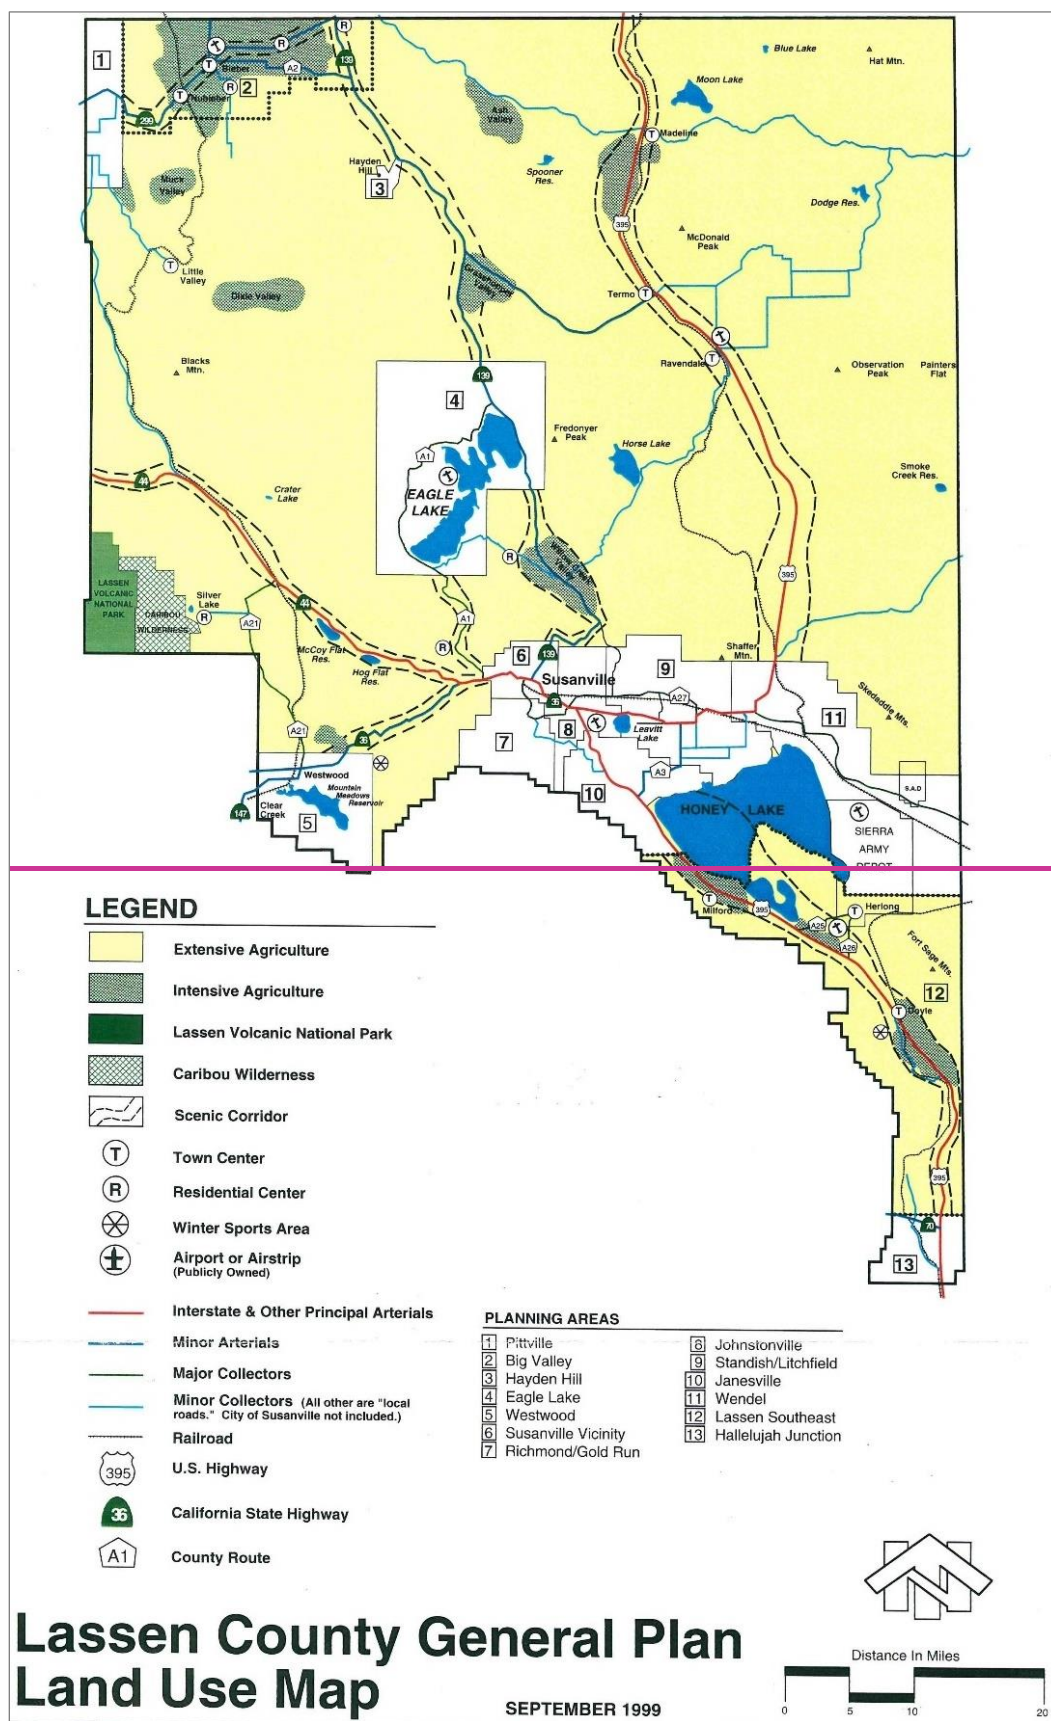 1
139
Bieber
A2
2
Nubieber
299
Blue Lake
Hat Mtn.
Moon Lake
Ash
Valley
Madeline
Hayden
Hill
3
Muck
Valley
Spooner
Res.
Dodge Res.
395
McDonald
Peak
Little
Valley
Grasshopper
Valley
Dixie Valley
Termo
Blacks
Mtn.
Ravendale
Observation
Peak
Painters
Flat
139
4
Fredonyer
Peak
Horse Lake
A1
EAGLE
LAKE
44
Crater
Lake
Smoke
Creek Res.
Willow Creek
Valley
395
LASSEN
VOLCANIC
NATIONAL
PARK
CARIBOU
WILDERNESS
Silver
Lake
A21
44
A1
McCoy Flat
Res.
Hog Flat
Res.
6
139
Susanville
9
Shaffer
Mtn.
A27
36
Skedaddle Mts.
11
A21
36
7
8
Leavitt
Lake
A3
10
Westwood
Mountain
Meadows
Reservoir
147
Clear
Creek
5
HONEY LAKE
S.A.D
SIERRA
ARMY
DEPOT
Milford
395
A25
A26
Herlong
Fort Sage Mts.
12
Doyle
395
70
13
LEGEND
Extensive Agriculture
Intensive Agriculture
Lassen Volcanic National Park
Caribou Wilderness
Scenic Corridor
T Town Center
R Residential Center
Winter Sports Area
Airport or Airstrip
(Publicly Owned)
Interstate & Other Principal Arterials
Minor Arterials
Major Collectors
Minor Collectors (All other are "local
roads." City of Susanville not included.)
Railroad
395 U.S. Highway
36 California State Highway
A1 County Route
PLANNING AREAS
1 Pittville
2 Big Valley
3 Hayden Hill
4 Eagle Lake
5 Westwood
6 Susanville Vicinity
7 Richmond/Gold Run
8 Johnstonville
9 Standish/Litchfield
10 Janesville
11 Wendel
12 Lassen Southeast
13 Hallelujah Junction
Lassen County General Plan
Land Use Map
SEPTEMBER 1999
Distance In Miles
0 5 10 20